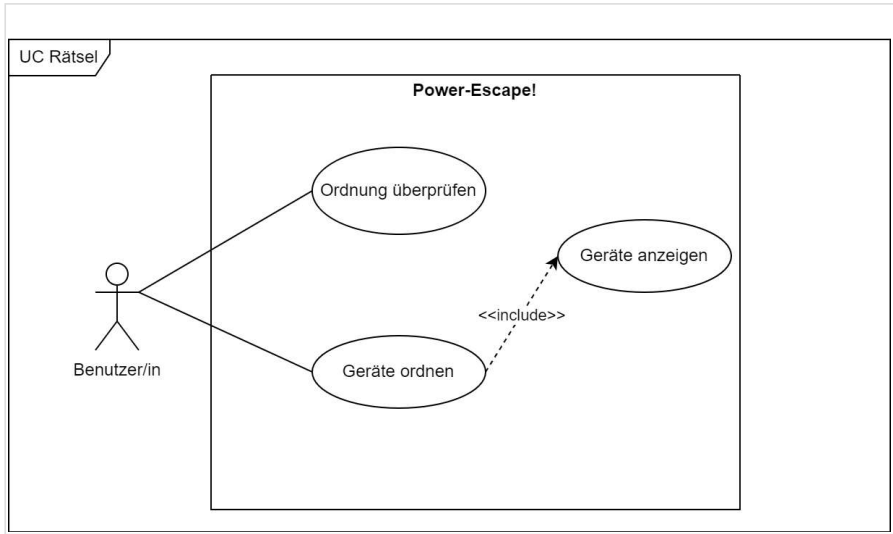 UC Rätsel
Power-Escape!
Ordnung überprüfen
Geräte anzeigen
<<include>>
Geräte ordnen
Benutzer/in